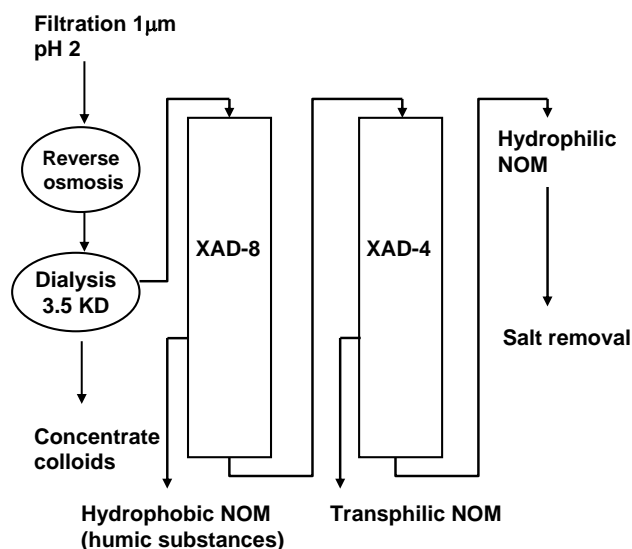 Filtration 1μm
pH 2
Reverse
osmosis
Dialysis
3.5 KD
Concentrate
colloids
XAD-8
Hydrophobic NOM
(humic substances)
XAD-4
Transphilic NOM
Hydrophilic
NOM
Salt removal